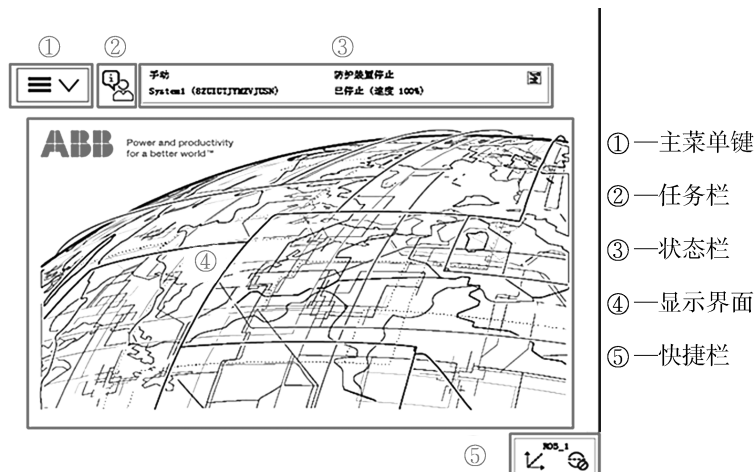 ① ② ③
手动 防护装置停止
System1 (SZCICTJYMZVJUSN) 已停止 (速度 100%)
ABB Power and productivity
for a better world™
①—主菜单键
②—任务栏
③—状态栏
④
④—显示界面
⑤—快捷栏
⑤ ROS_1